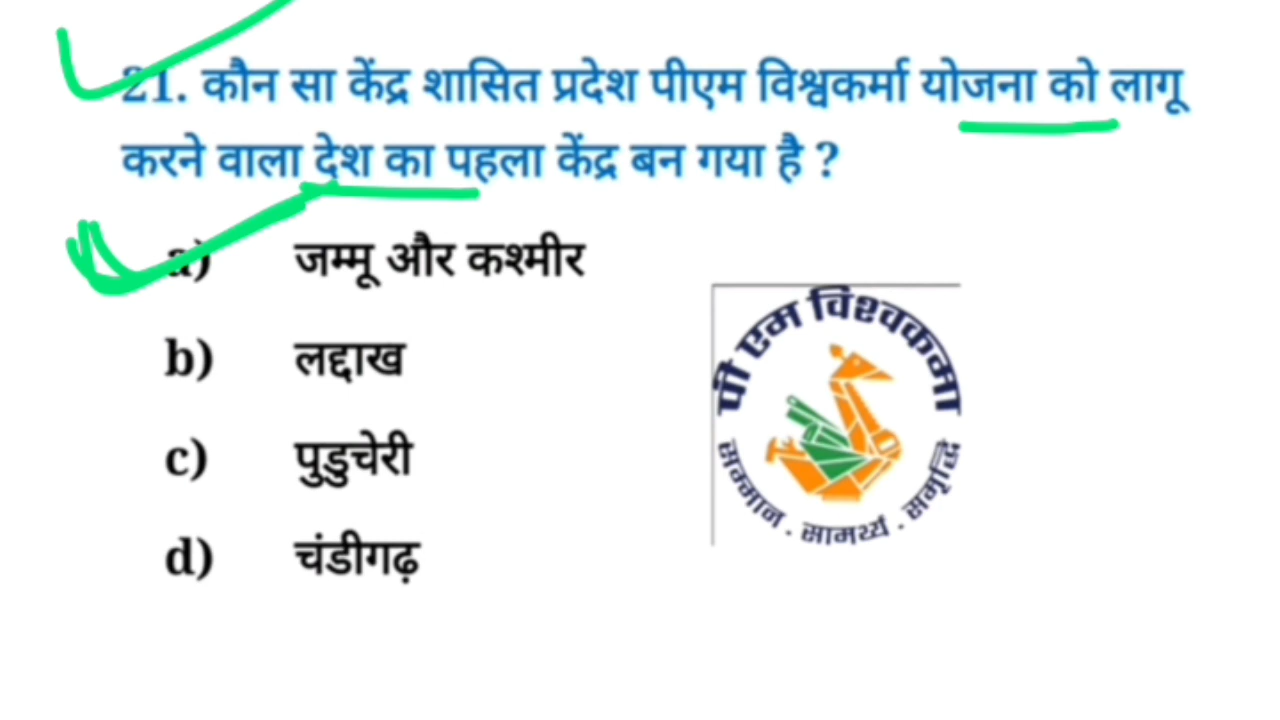 21. कौन सा केंद्र शासित प्रदेश पीएम विश्वकर्मा योजना को लागू
करने वाला देश का पहला केंद्र बन गया है ?
a) जम्मू और कश्मीर
b) लद्दाख
c) पुडुचेरी
d) चंडीगढ़
पी एम विश्वकर्मा
सम्मान . सामर्थ्य . समृद्धि